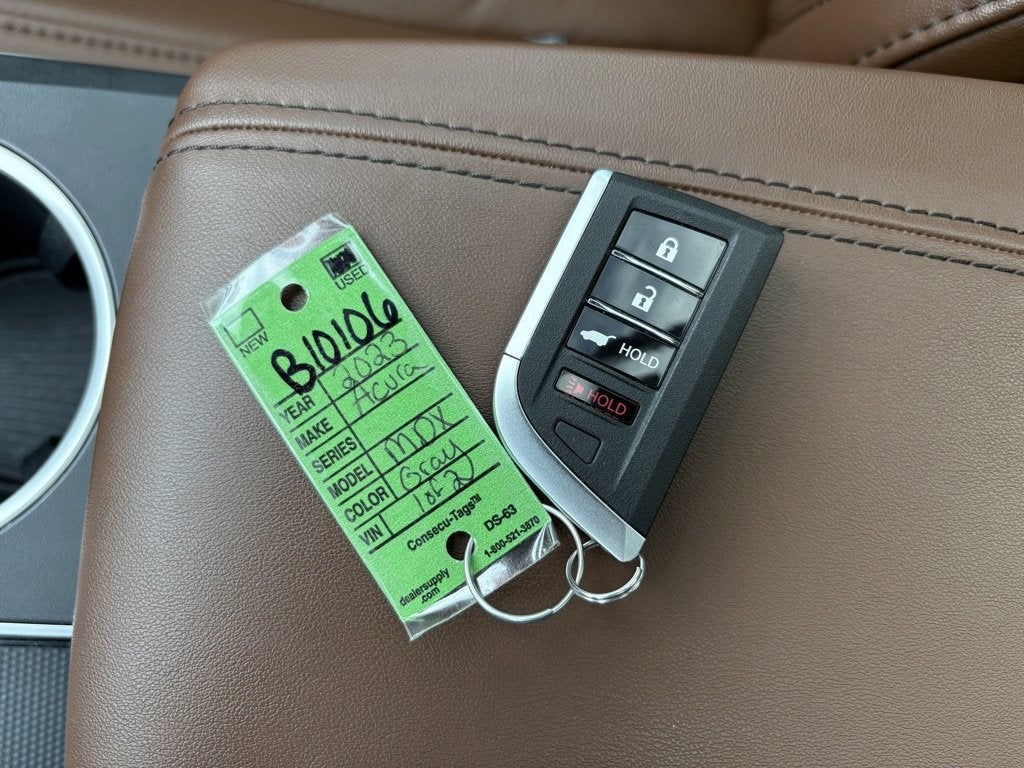 USED
NEW
B10106
YEAR 2023
MAKE Acura
SERIES
MODEL MDX
COLOR Gray
VIN 1 of 2
Consecu-Tags™
DS-63
dealersupply
.com
1-800-521-3870
HOLD
HOLD